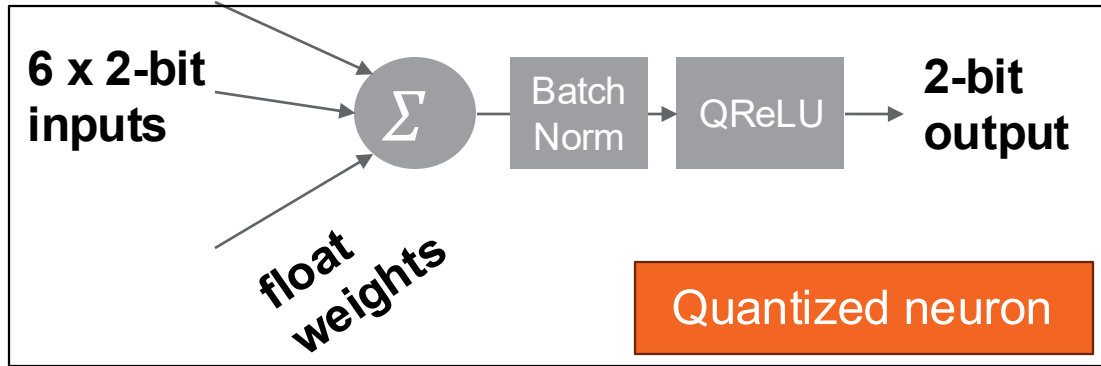 6 x 2-bit
inputs
Σ
Batch
Norm
QReLU
2-bit
output
float
weights
Quantized neuron